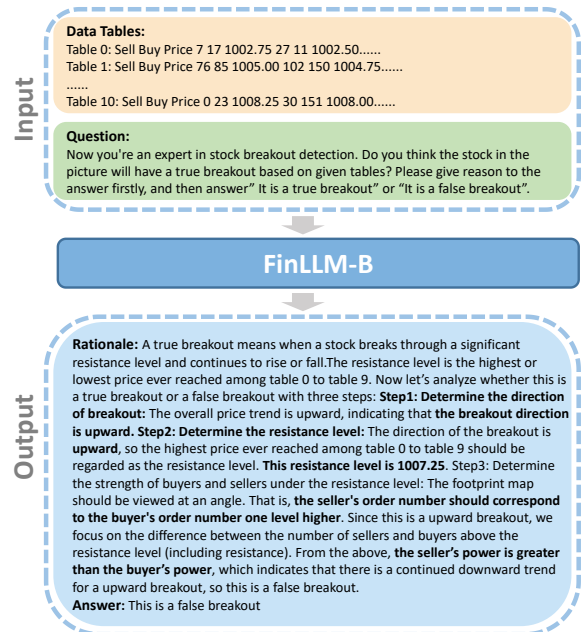 Input
Data Tables:
Table 0: Sell Buy Price 7 17 1002.75 27 11 1002.50......
Table 1: Sell Buy Price 76 85 1005.00 102 150 1004.75......
......
Table 10: Sell Buy Price 0 23 1008.25 30 151 1008.00......
Question:
Now you're an expert in stock breakout detection. Do you think the stock in the
picture will have a true breakout based on given tables? Please give reason to the
answer firstly, and then answer” It is a true breakout” or “It is a false breakout”.
FinLLM-B
Output
Rationale: A true breakout means when a stock breaks through a significant
resistance level and continues to rise or fall.The resistance level is the highest or
lowest price ever reached among table 0 to table 9. Now let’s analyze whether this is
a true breakout or a false breakout with three steps: Step1: Determine the direction
of breakout: The overall price trend is upward, indicating that the breakout direction
is upward. Step2: Determine the resistance level: The direction of the breakout is
upward, so the highest price ever reached among table 0 to table 9 should be
regarded as the resistance level. This resistance level is 1007.25. Step3: Determine
the strength of buyers and sellers under the resistance level: The footprint map
should be viewed at an angle. That is, the seller's order number should correspond
to the buyer's order number one level higher. Since this is a upward breakout, we
focus on the difference between the number of sellers and buyers above the
resistance level (including resistance). From the above, the seller’s power is greater
than the buyer’s power, which indicates that there is a continued downward trend
for a upward breakout, so this is a false breakout.
Answer: This is a false breakout